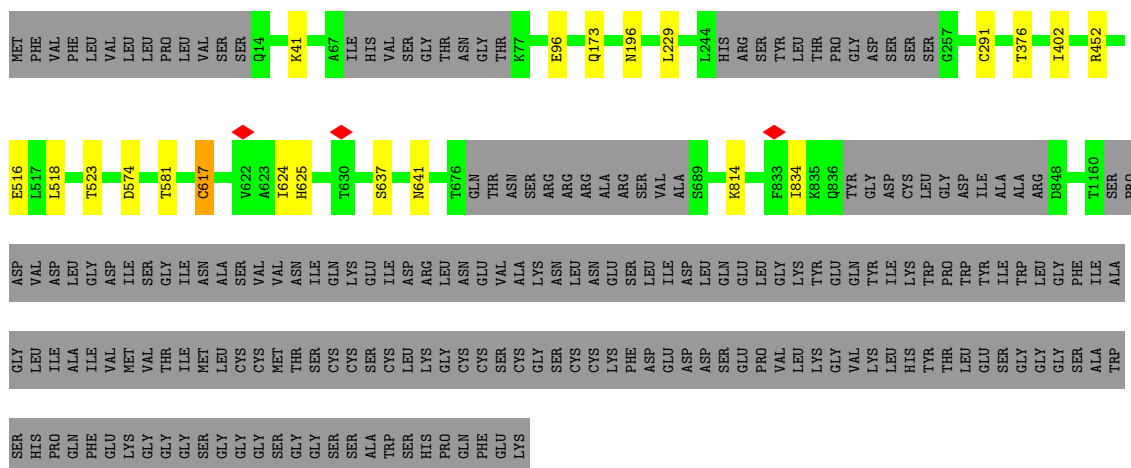 MET PHE VAL PHE LEU VAL LEU LEU PRO LEU VAL SER SER Q14 K41 A67 ILE HIS VAL SER GLY THR ASN GLY THR K77 E96 Q173 N196 L229 L244 HIS ARG SER TYR LEU THR PRO GLY ASP SER SER SER G257 C291 T376 I402 R452
E516 L517 L518 T523 D574 T581 C617 V622 A623 I624 H625 T630 S637 N641 T676 GLN THR ASN SER ARG ARG ARG ALA ARG SER VAL ALA S689 K814 F833 I834 K835 Q836 TYR GLY ASP CYS LEU GLY ASP ILE ALA ALA ARG D848 T1160 SER PRO
ASP VAL ASP LEU GLY ASP ILE SER GLY ILE ASN ALA SER VAL VAL ASN ILE GLN LYS GLU ILE ASP ARG LEU ASN GLU VAL ALA LYS ASN LEU ASN GLU SER LEU ILE ASP LEU GLN GLU LEU GLY LYS TYR GLU GLN TYR ILE LYS TRP PRO TRP TYR ILE TRP LEU GLY PHE ILE ALA
GLY LEU ILE ALA ILE VAL MET VAL THR ILE MET LEU CYS CYS MET THR SER CYS CYS SER CYS LEU LYS GLY CYS CYS SER CYS GLY SER CYS CYS LYS PHE ASP GLU ASP ASP SER GLU PRO VAL LEU LYS GLY VAL LYS LEU HIS TYR THR LEU GLU SER GLY GLY GLY SER ALA TRP
SER HIS PRO GLN PHE GLU LYS GLY GLY GLY SER GLY GLY GLY SER GLY GLY SER SER ALA TRP SER HIS PRO GLN PHE GLU LYS